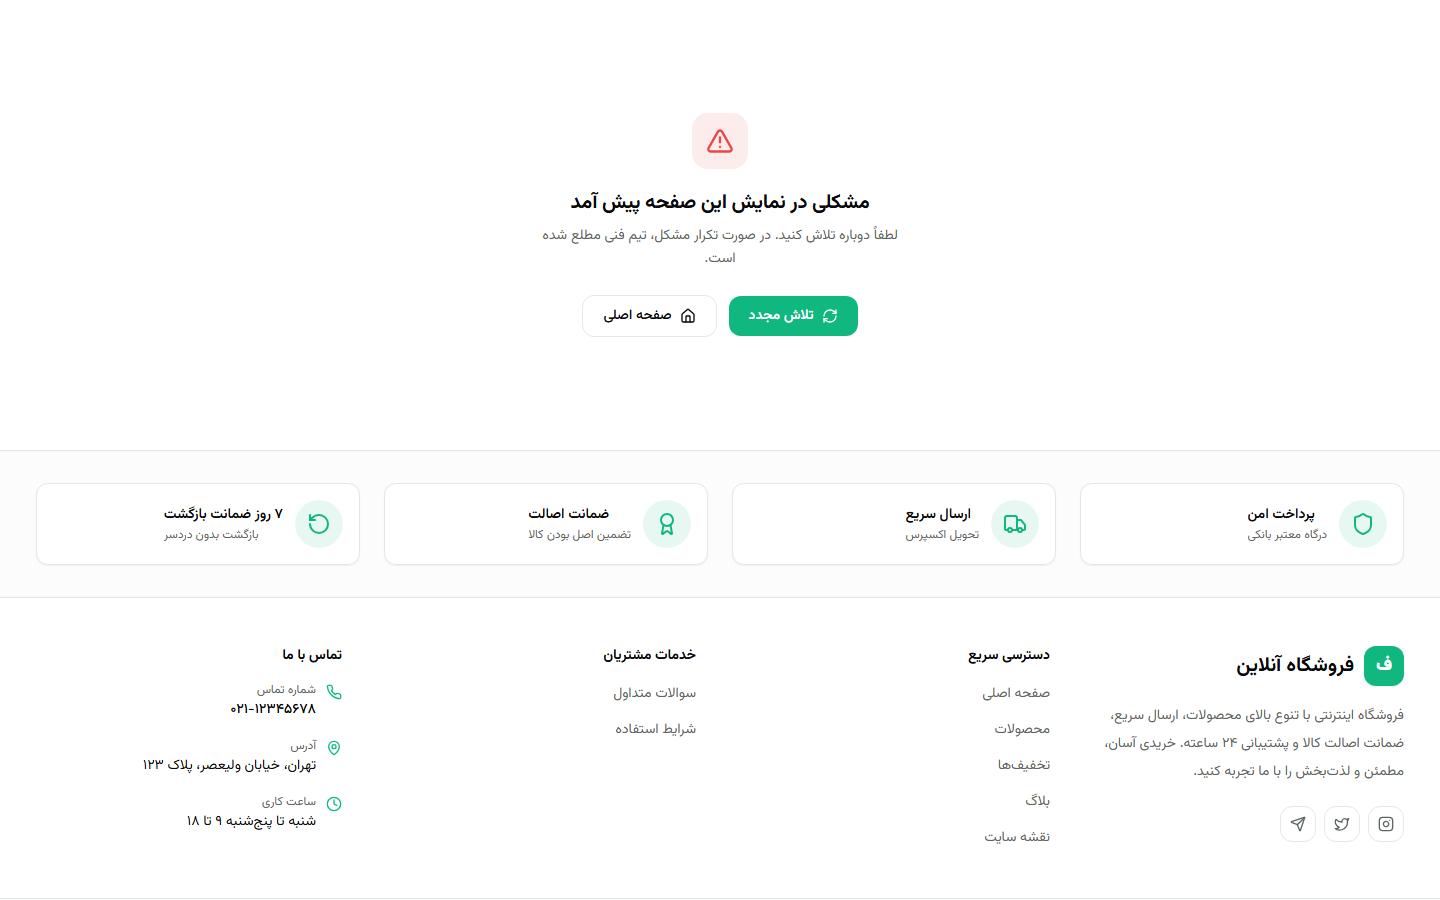 مشکلی در نمایش این صفحه پیش آمد
لطفاً دوباره تلاش کنید. در صورت تکرار مشکل، تیم فنی مطلع شده
است.
تلاش مجدد
صفحه اصلی
پرداخت امن
درگاه معتبر بانکی
ارسال سریع
تحویل اکسپرس
ضمانت اصالت
تضمین اصل بودن کالا
۷ روز ضمانت بازگشت
بازگشت بدون دردسر
ف
فروشگاه آنلاین
فروشگاه اینترنتی با تنوع بالای محصولات، ارسال سریع،
ضمانت اصالت کالا و پشتیبانی ۲۴ ساعته. خریدی آسان،
مطمئن و لذت‌بخش را با ما تجربه کنید.
دسترسی سریع
صفحه اصلی
محصولات
تخفیف‌ها
بلاگ
نقشه سایت
خدمات مشتریان
سوالات متداول
شرایط استفاده
تماس با ما
شماره تماس
۰۲۱-۱۲۳۴۵۶۷۸
آدرس
تهران، خیابان ولیعصر، پلاک ۱۲۳
ساعت کاری
شنبه تا پنج‌شنبه ۹ تا ۱۸